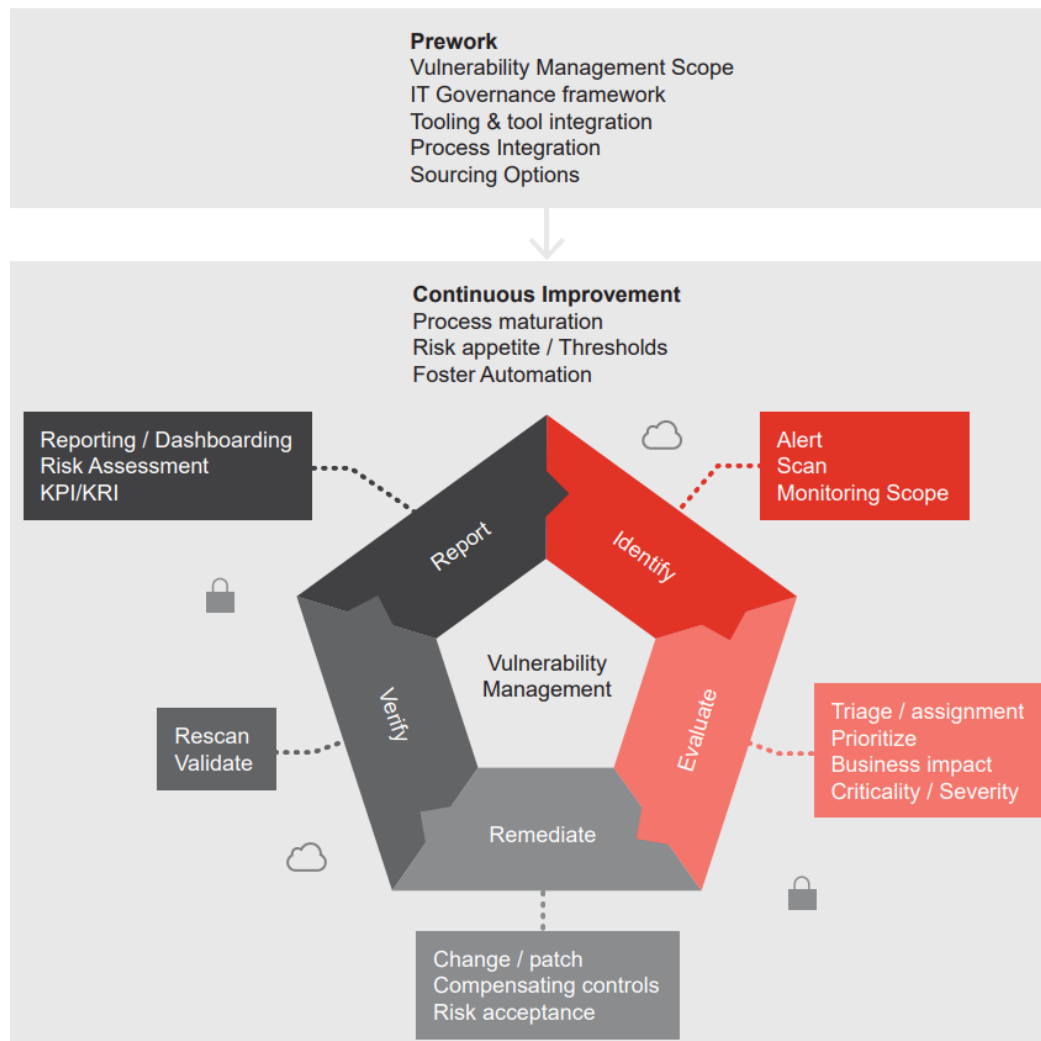 Prework
Vulnerability Management Scope
IT Governance framework
Tooling & tool integration
Process Integration
Sourcing Options
Continuous Improvement
Process maturation
Risk appetite / Thresholds
Foster Automation
Reporting / Dashboarding
Risk Assessment
KPI/KRI
Alert
Scan
Monitoring Scope
Report
Identify
Vulnerability
Management
Verify
Evaluate
Rescan
Validate
Triage / assignment
Prioritize
Business impact
Criticality / Severity
Remediate
Change / patch
Compensating controls
Risk acceptance